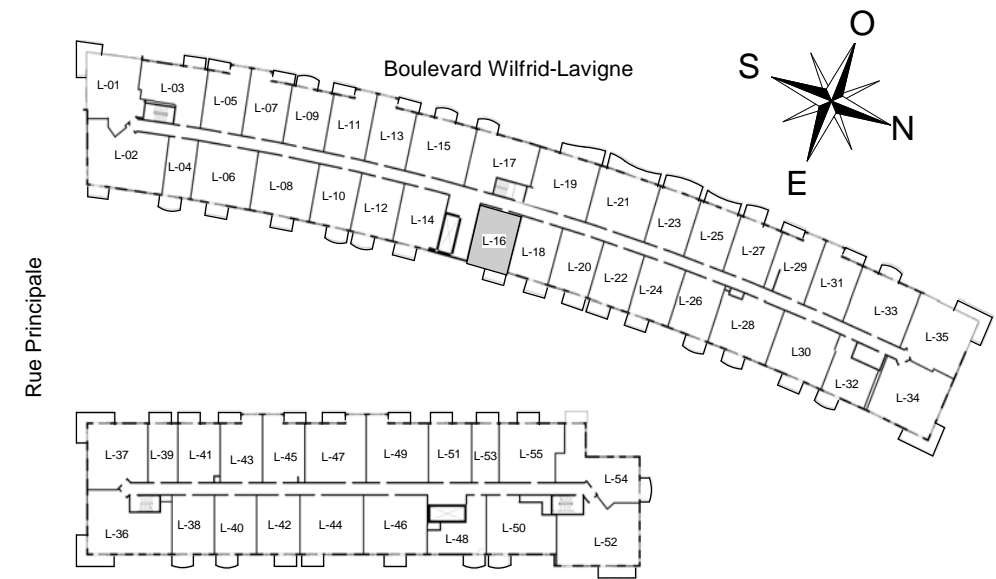 O
S
Boulevard Wilfrid-Lavigne
N
E
L-01
L-03
L-05
L-07
L-09
L-11
L-13
L-15
L-17
L-19
L-21
L-23
L-25
L-27
L-29
L-31
L-33
L-35
L-02
L-04
L-06
L-08
L-10
L-12
L-14
L-16
L-18
L-20
L-22
L-24
L-26
L-28
L30
L-32
L-34
Rue Principale
L-37
L-39
L-41
L-43
L-45
L-47
L-49
L-51
L-53
L-55
L-54
L-36
L-38
L-40
L-42
L-44
L-46
L-48
L-50
L-52